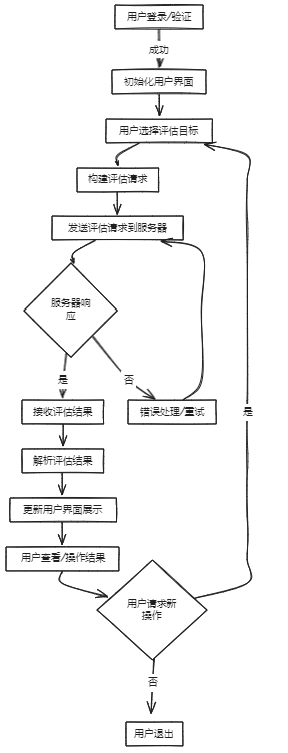 用户登录/验证
成功
初始化用户界面
用户选择评估目标
构建评估请求
发送评估请求到服务器
服务器响
应
是
否
接收评估结果
错误处理/重试
是
解析评估结果
更新用户界面展示
用户查看/操作结果
用户请求新
操作
否
用户退出